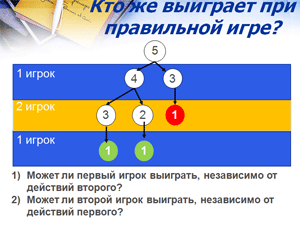 Кто же выиграет при
правильной игре?
5
1 игрок
4 3
2 игрок
3 2 1
1 игрок
1 1
1) Может ли первый игрок выиграть, независимо от
действий второго?
2) Может ли второй игрок выиграть, независимо от
действий первого?